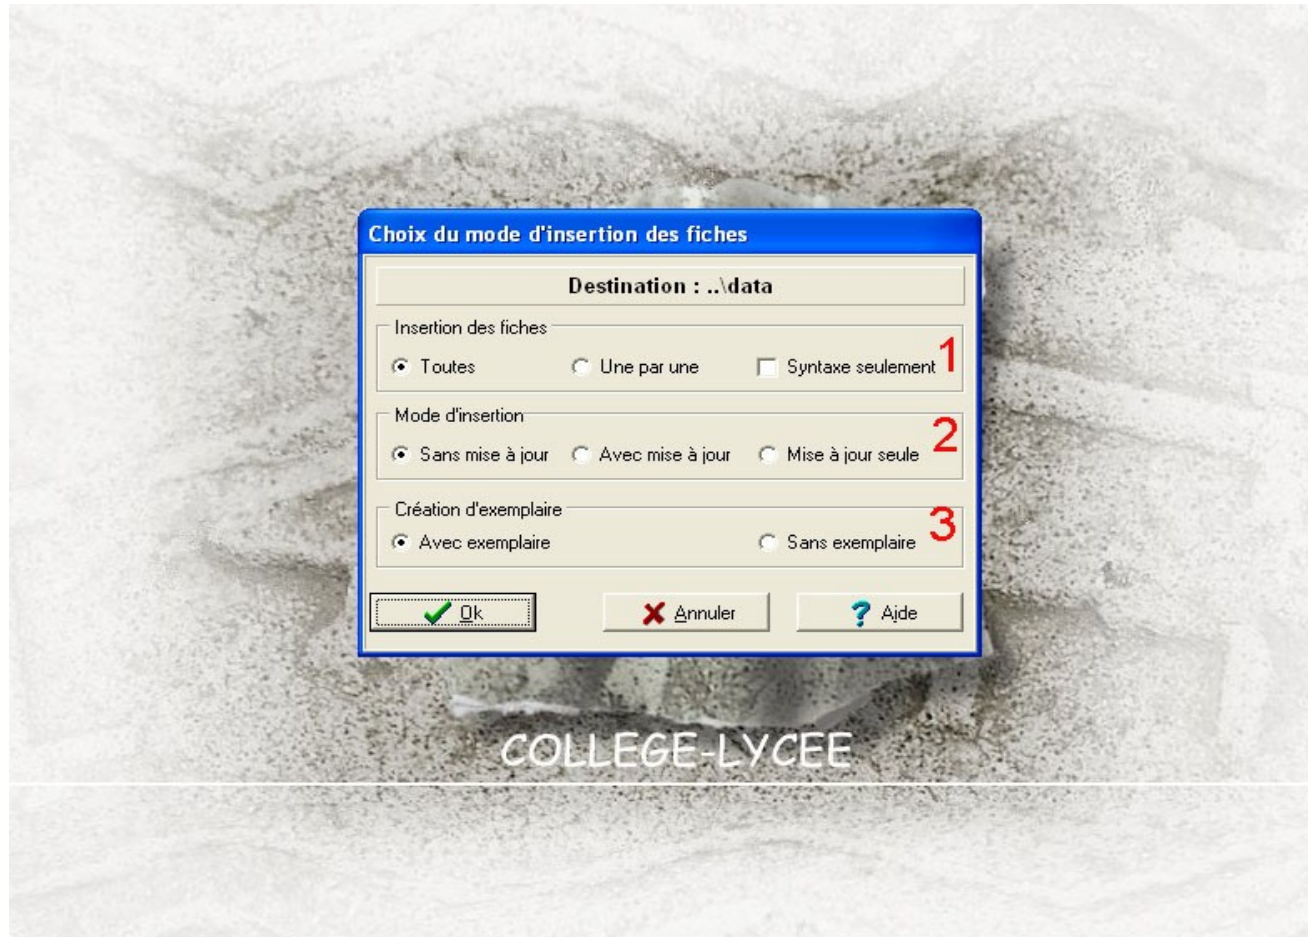 Choix du mode d'insertion des fiches
Destination : ..\data
Insertion des fiches
Toutes Une par une Syntaxe seulement 1
Mode d'insertion
Sans mise à jour Avec mise à jour Mise à jour seule 2
Création d'exemplaire
Avec exemplaire Sans exemplaire 3
Ok Annuler Aide
COLLEGE-LYCEE